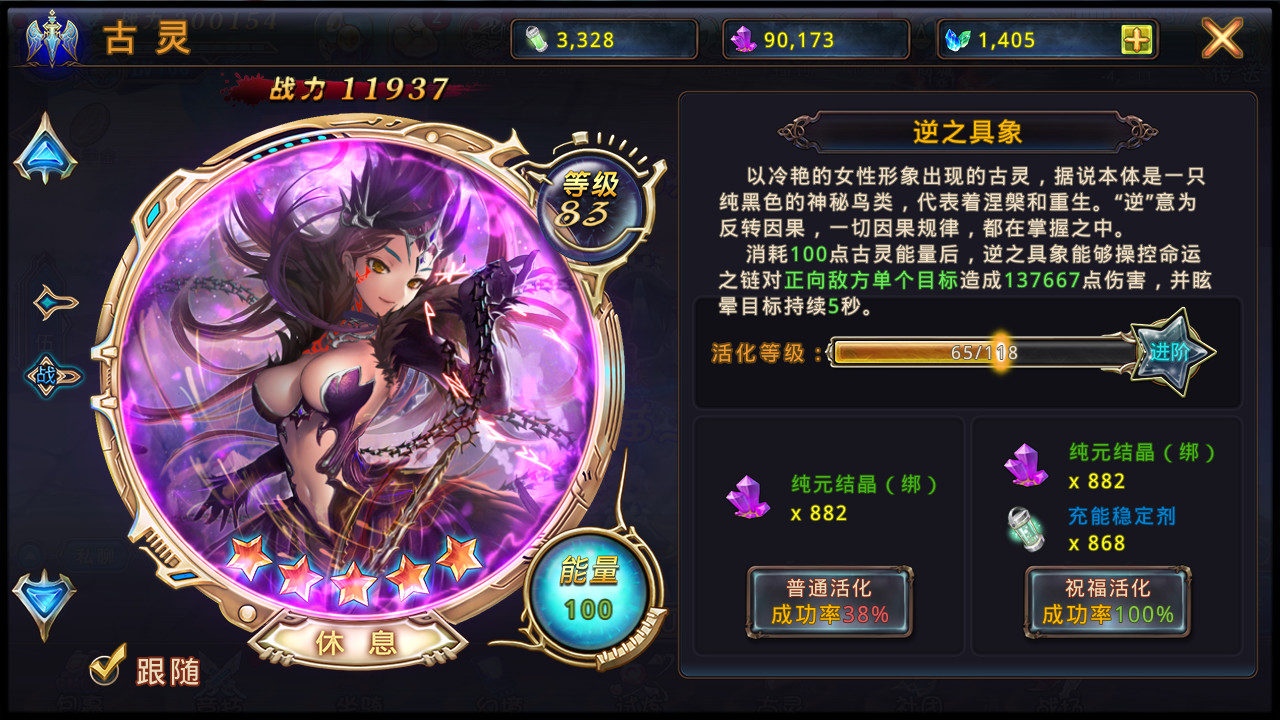 古灵
3,328
90,173
1,405
战力 11937
等级
83
逆之具象
以冷艳的女性形象出现的古灵，据说本体是一只
纯黑色的神秘鸟类，代表着涅槃和重生。“逆”意为
反转因果，一切因果规律，都在掌握之中。
消耗100点古灵能量后，逆之具象能够操控命运
之链对正向敌方单个目标造成137667点伤害，并眩
晕目标持续5秒。
活化等级：
65/118
进阶
战
纯元结晶（绑）
x 882
纯元结晶（绑）
x 882
充能稳定剂
x 868
普通活化
成功率38%
祝福活化
成功率100%
能量
100
休息
跟随